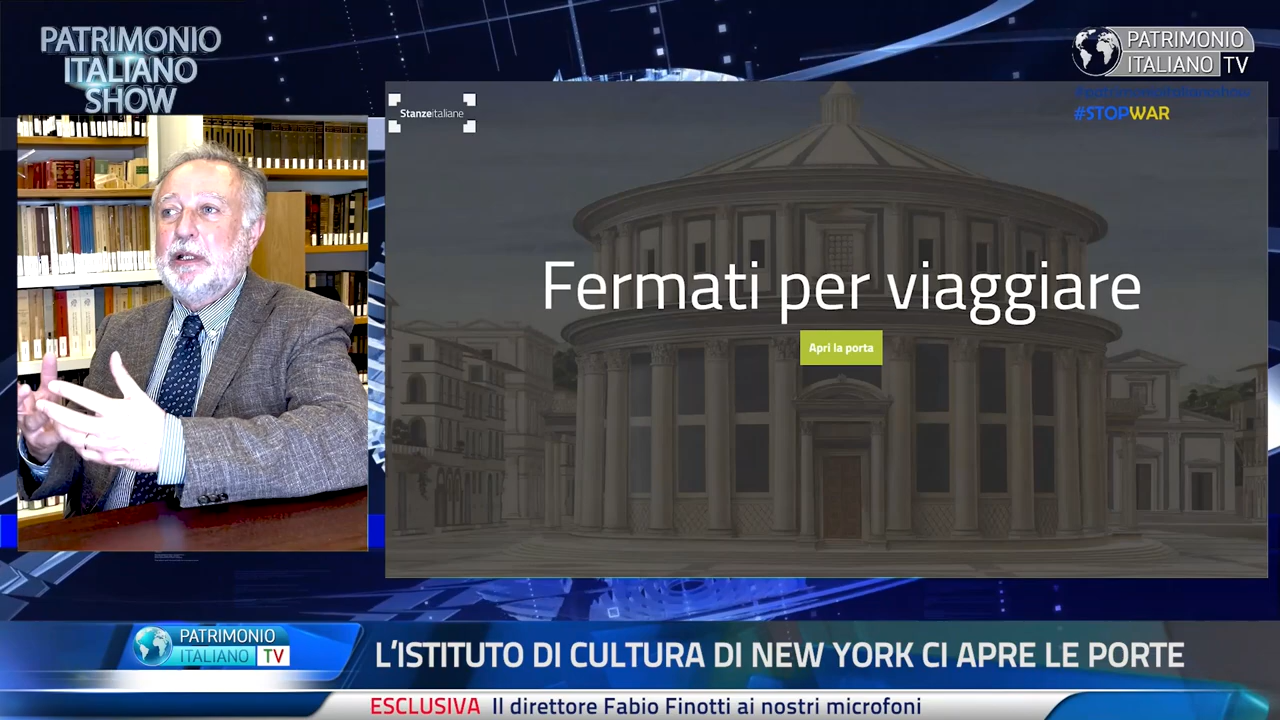 PATRIMONIO
ITALIANO
SHOW
PATRIMONIO
ITALIANO TV
#patrimonioitalianoshow
#STOPWAR
Stanzeitaliane
Fermati per viaggiare
Apri la porta
PATRIMONIO
ITALIANO TV
L'ISTITUTO DI CULTURA DI NEW YORK CI APRE LE PORTE
ESCLUSIVA Il direttore Fabio Finotti ai nostri microfoni